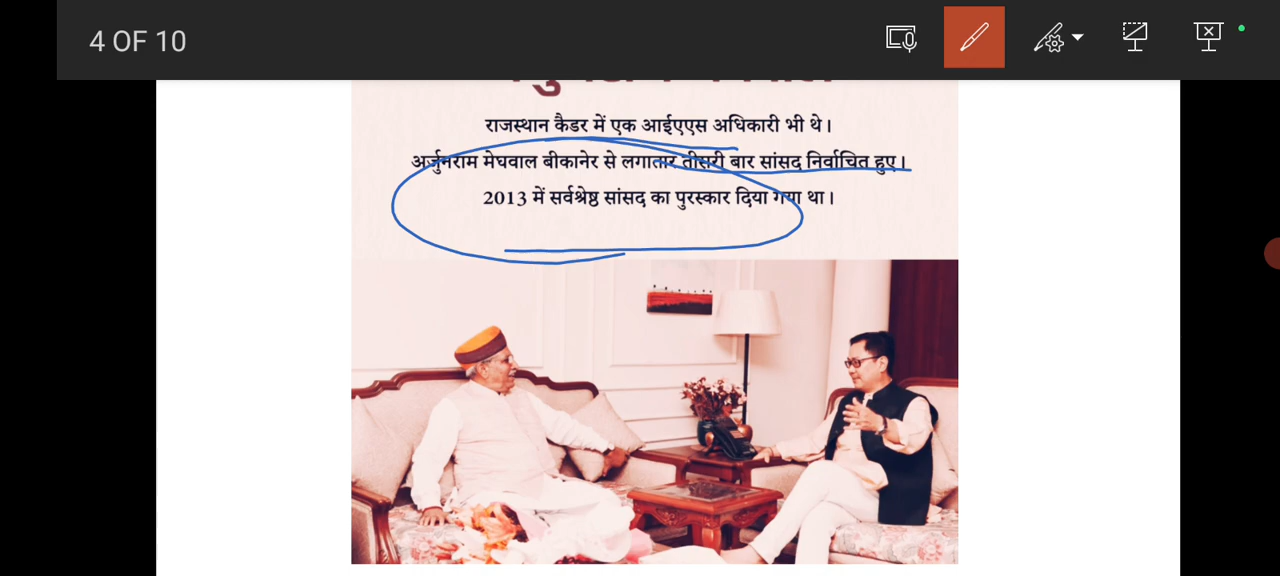 4 OF 10
राजस्थान कैडर में एक आईएएस अधिकारी भी थे।
अर्जुनराम मेघवाल बीकानेर से लगातार तीसरी बार सांसद निर्वाचित हुए।
2013 में सर्वश्रेष्ठ सांसद का पुरस्कार दिया गया था।